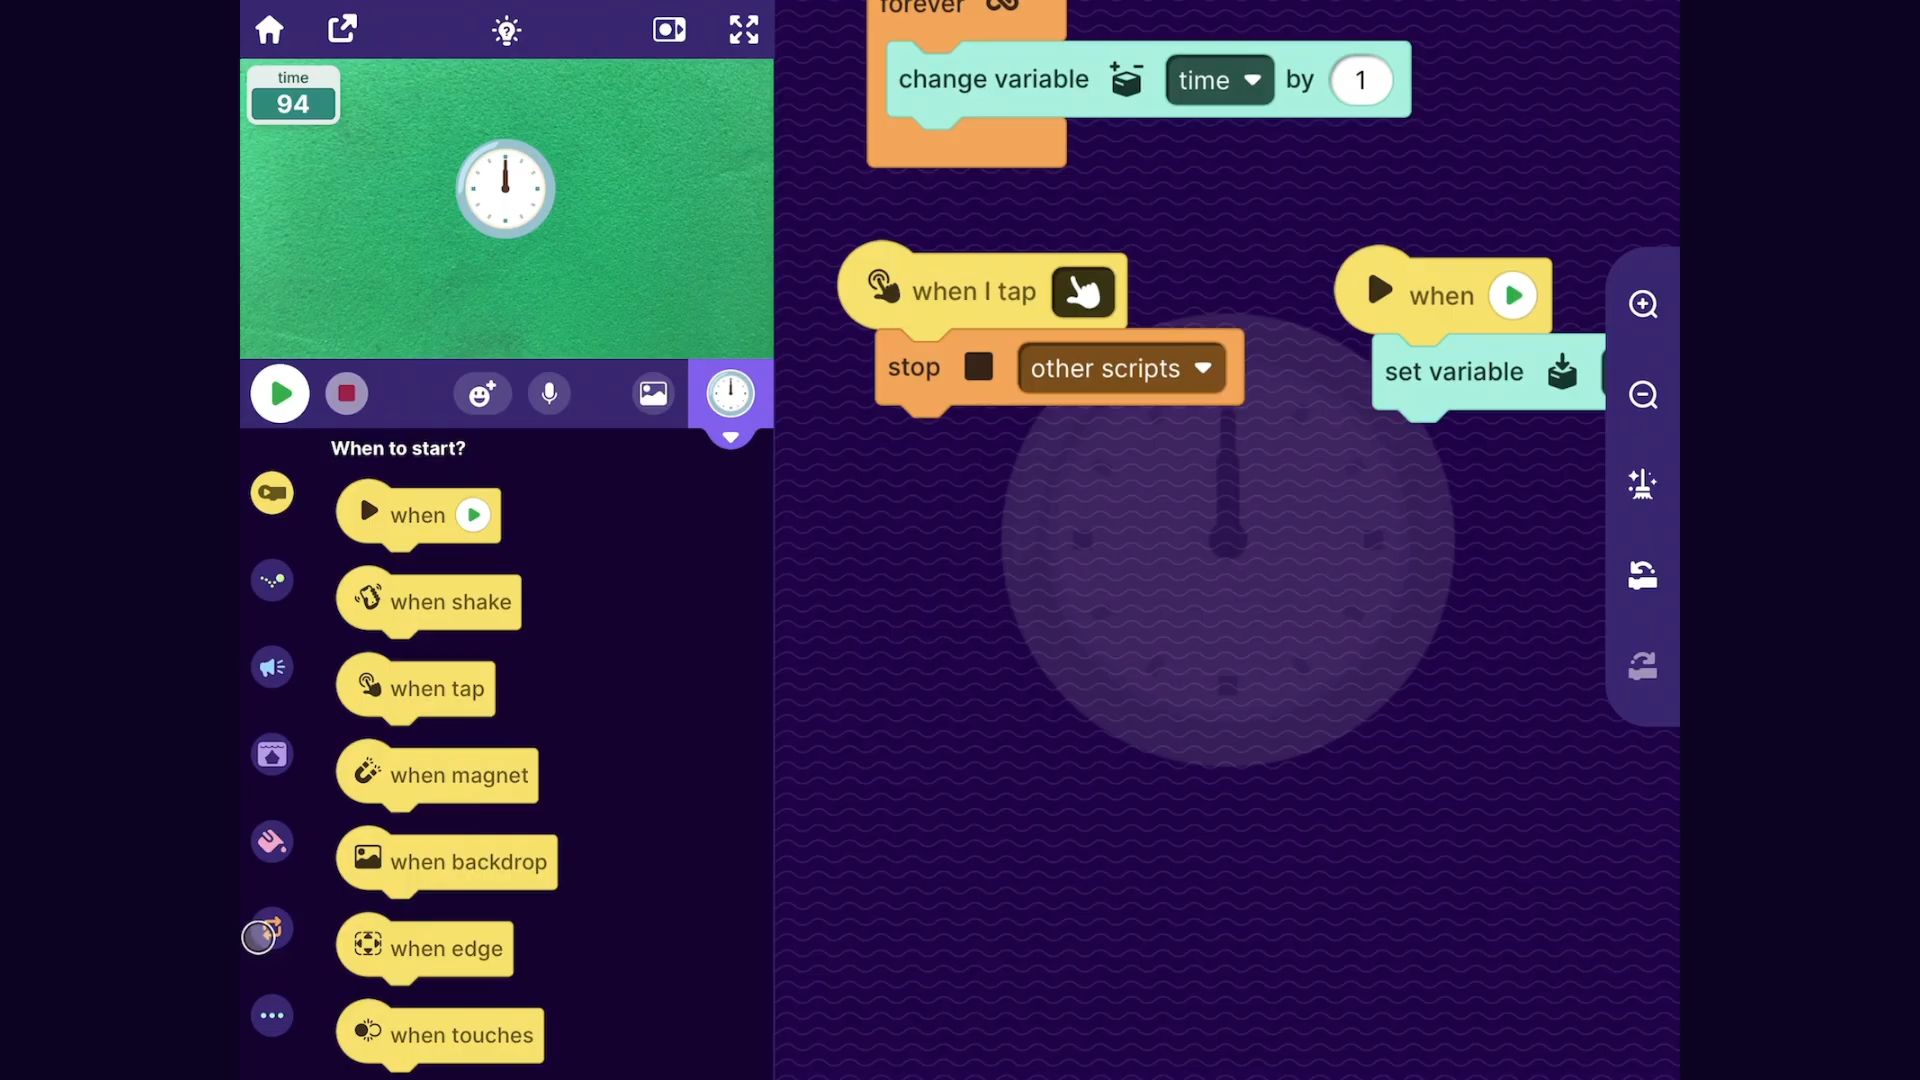 time
94
forever
change variable time by 1
when I tap
stop other scripts
when
set variable
When to start?
when
when shake
when tap
when magnet
when backdrop
when edge
when touches